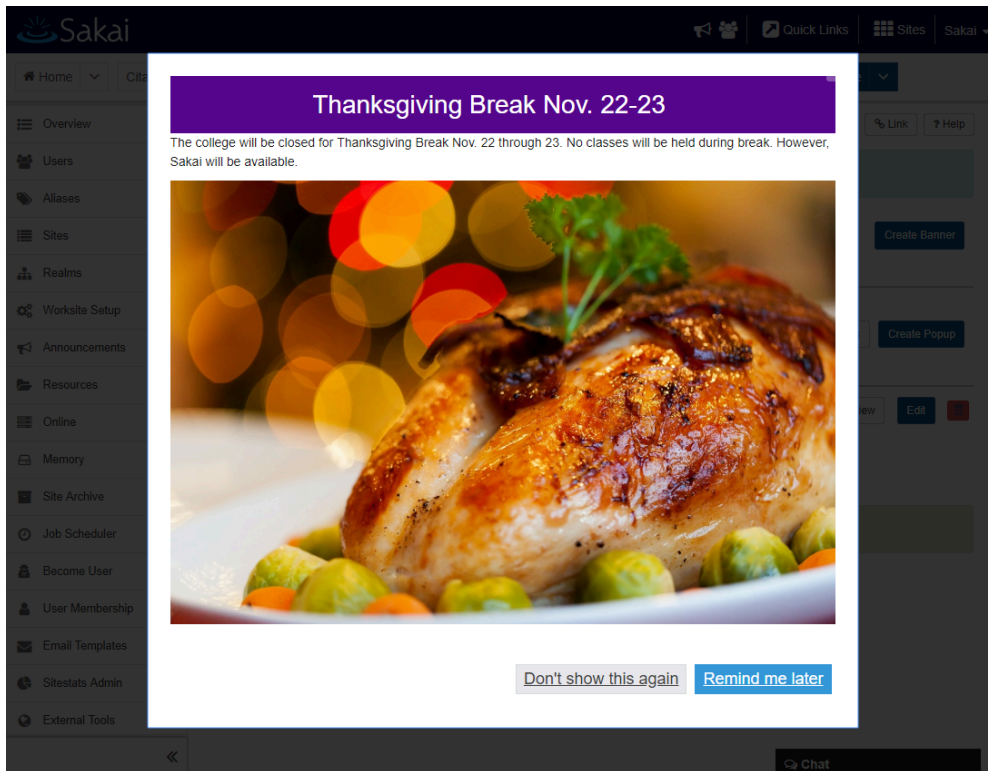 Sakai
Quick Links
Sites
Sakai
Home
Overview
Link
? Help
Users
Aliases
Sites
Create Banner
Realms
Worksite Setup
Announcements
Create Popup
Resources
Online
Edit
Memory
Site Archive
Job Scheduler
Become User
User Membership
Email Templates
Sitestats Admin
External Tools
Chat
Thanksgiving Break Nov. 22-23
The college will be closed for Thanksgiving Break Nov. 22 through 23. No classes will be held during break. However,
Sakai will be available.
Don't show this again
Remind me later